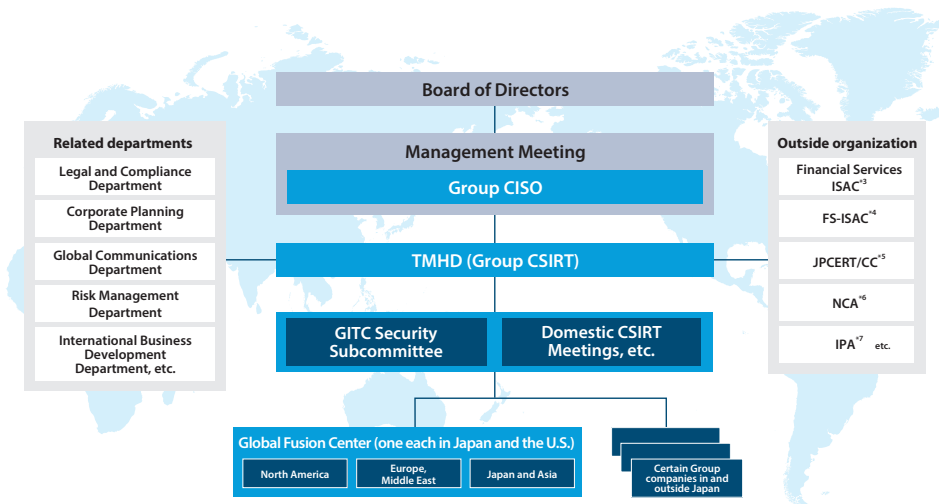 Board of Directors
Management Meeting
Group CISO
Related departments
Legal and Compliance
Department
Corporate Planning
Department
Global Communications
Department
Risk Management
Department
International Business
Development
Department, etc.
TMHD (Group CSIRT)
Outside organization
Financial Services
ISAC*3
FS-ISAC*4
JPCERT/CC*5
NCA*6
IPA*7 etc.
GITC Security
Subcommittee
Domestic CSIRT
Meetings, etc.
Global Fusion Center (one each in Japan and the U.S.)
North America
Europe,
Middle East
Japan and Asia
Certain Group
companies in and
outside Japan